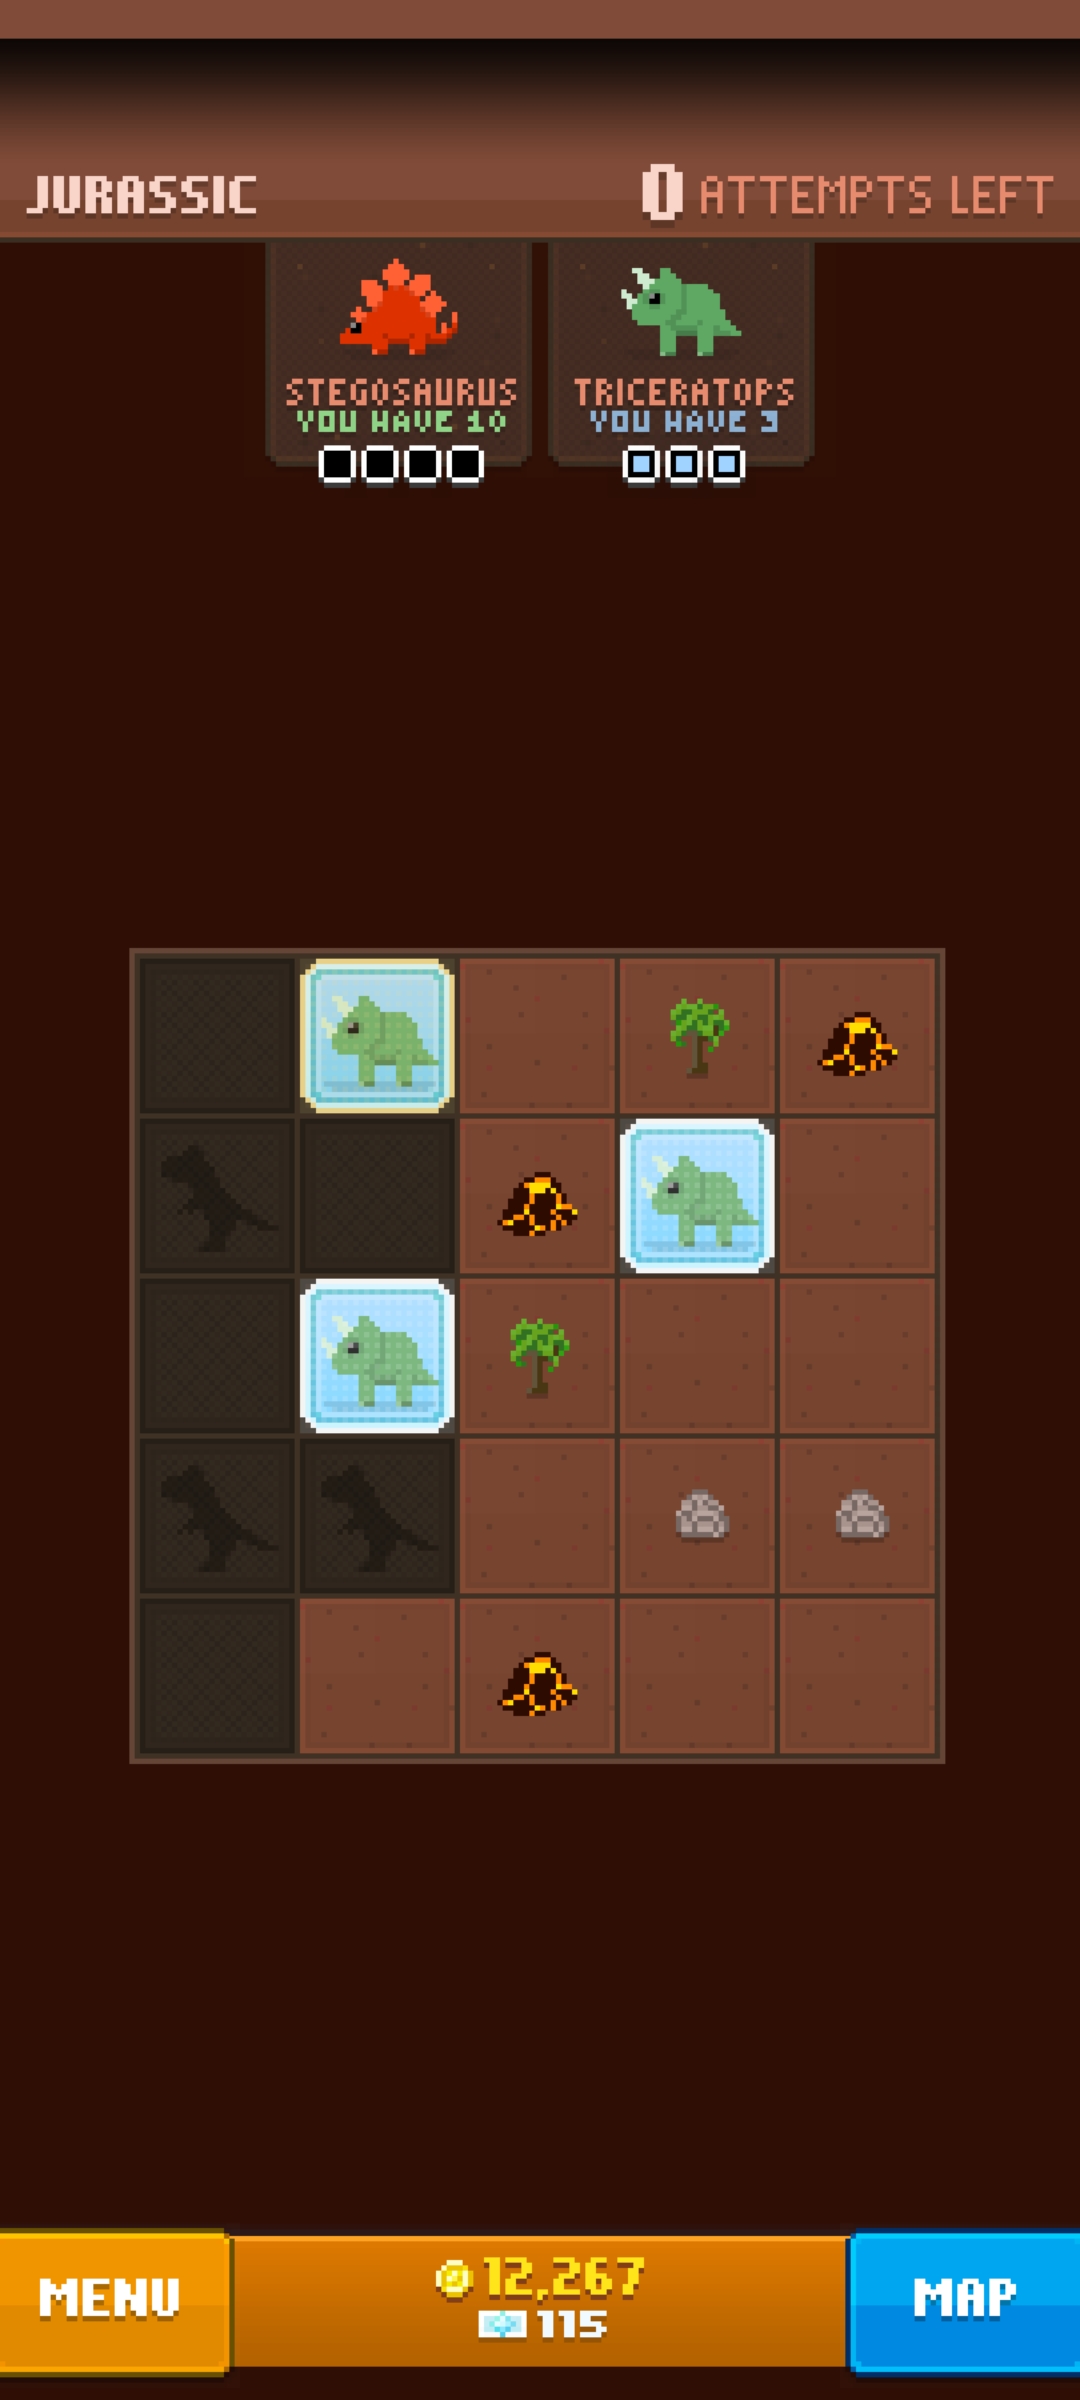 JURASSIC
0 ATTEMPTS LEFT
STEGOSAURUS
YOU HAVE 10
TRICERATOPS
YOU HAVE 3
MENU
12,267
115
MAP